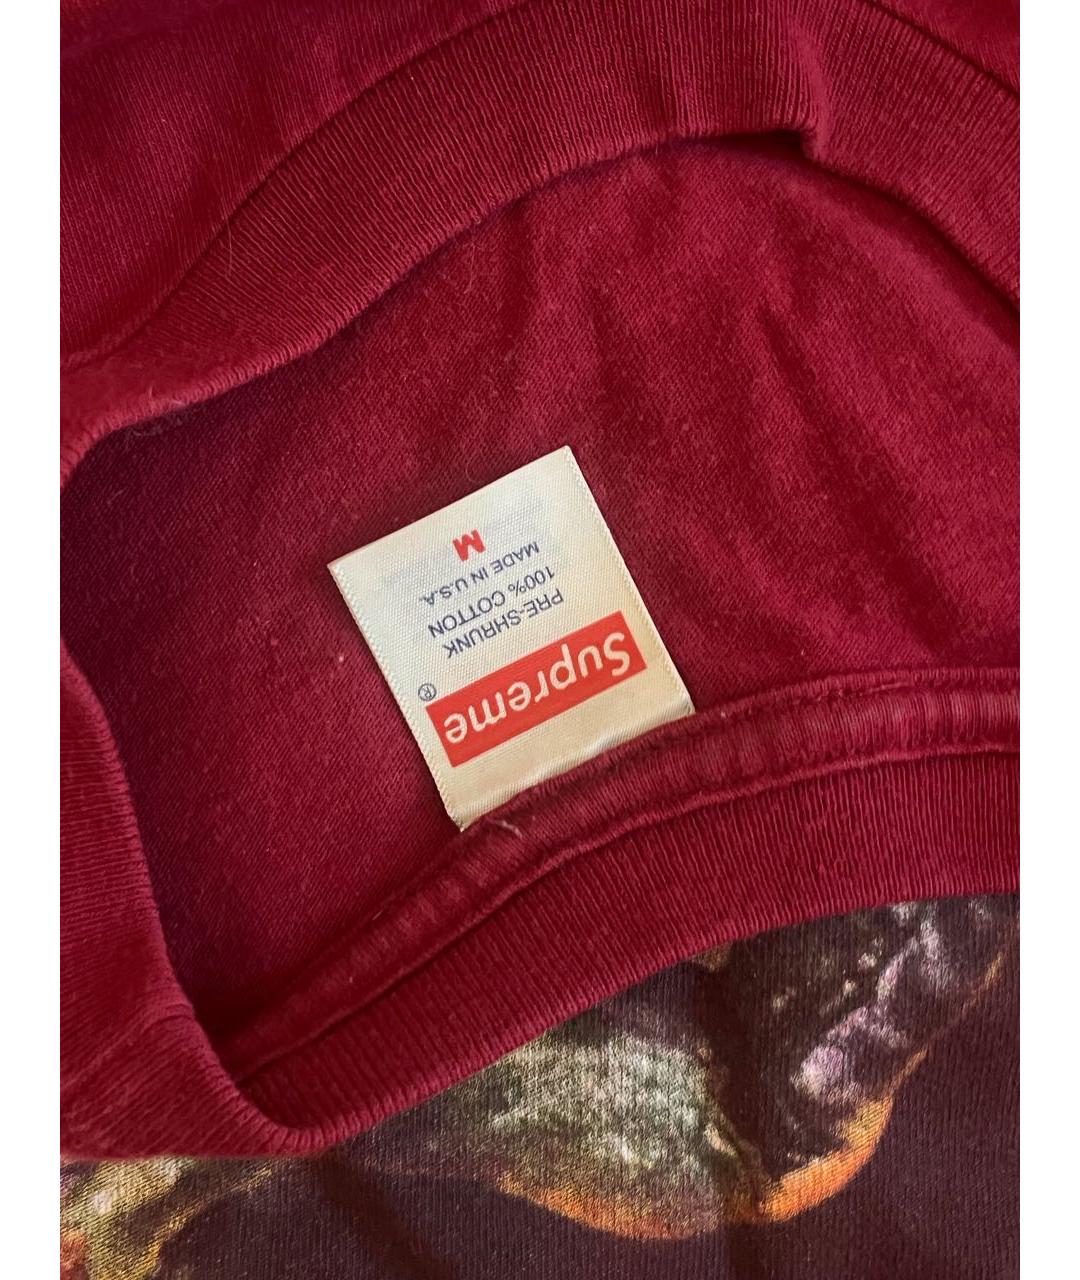 Supreme ®
PRE-SHRUNK
100% COTTON
MADE IN U.S.A.
M